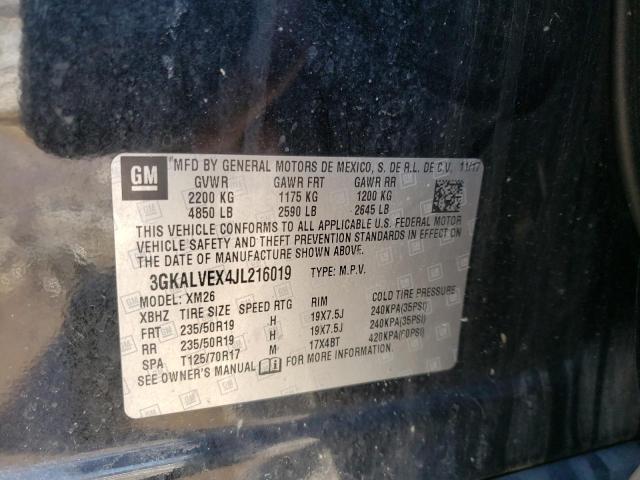 GM MFD BY GENERAL MOTORS DE MEXICO, S. DE R.L. DE C.V. 11/17
GVWR GAWR FRT GAWR RR
2200 KG 1175 KG 1200 KG
4850 LB 2590 LB 2645 LB
THIS VEHICLE CONFORMS TO ALL APPLICABLE U.S. FEDERAL MOTOR
VEHICLE SAFETY AND THEFT PREVENTION STANDARDS IN EFFECT ON
THE DATE OF MANUFACTURE SHOWN ABOVE.
3GKALVEX4JL216019 TYPE: M.P.V.
MODEL: XM26
XBHZ TIRE SIZE SPEED RTG RIM COLD TIRE PRESSURE
FRT 235/50R19 H 19X7.5J 240KPA(35PSI)
RR 235/50R19 H 19X7.5J 240KPA(35PSI)
SPA T125/70R17 M 17X4BT 420KPA(60PSI)
SEE OWNER'S MANUAL FOR MORE INFORMATION